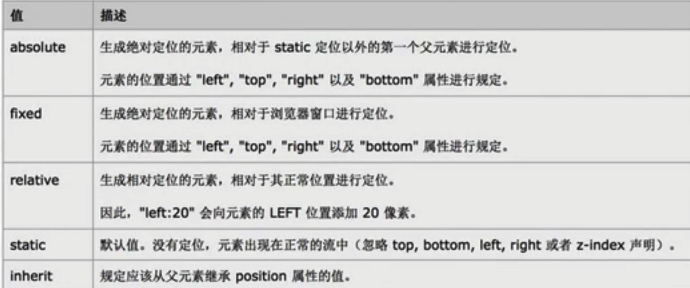 值 描述
absolute 生成绝对定位的元素，相对于 static 定位以外的第一个父元素进行定位。
元素的位置通过 "left", "top", "right" 以及 "bottom" 属性进行规定。
fixed 生成绝对定位的元素，相对于浏览器窗口进行定位。
元素的位置通过 "left", "top", "right" 以及 "bottom" 属性进行规定。
relative 生成相对定位的元素，相对于其正常位置进行定位。
因此，"left:20" 会向元素的 LEFT 位置添加 20 像素。
static 默认值。没有定位，元素出现在正常的流中（忽略 top, bottom, left, right 或者 z-index 声明）。
inherit 规定应该从父元素继承 position 属性的值。